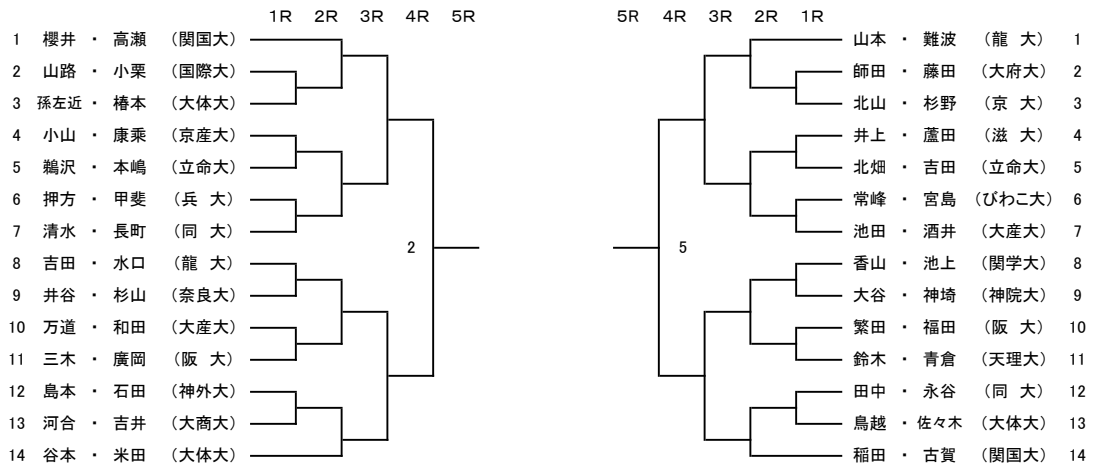 1R 2R 3R 4R 5R
1 櫻井 ・ 高瀬 （関国大）
2 山路 ・ 小栗 （国際大）
3 孫左近 ・ 椿本 （大体大）
4 小山 ・ 康乘 （京産大）
5 鵜沢 ・ 本嶋 （立命大）
6 押方 ・ 甲斐 （兵 大）
7 清水 ・ 長町 （同 大）
2
8 吉田 ・ 水口 （龍 大）
9 井谷 ・ 杉山 （奈良大）
10 万道 ・ 和田 （大産大）
11 三木 ・ 廣岡 （阪 大）
12 島本 ・ 石田 （神外大）
13 河合 ・ 吉井 （大商大）
14 谷本 ・ 米田 （大体大）
5R 4R 3R 2R 1R
山本 ・ 難波 （龍 大） 1
師田 ・ 藤田 （大府大） 2
北山 ・ 杉野 （京 大） 3
井上 ・ 蘆田 （滋 大） 4
北畑 ・ 吉田 （立命大） 5
常峰 ・ 宮島 （びわこ大） 6
池田 ・ 酒井 （大産大） 7
5
香山 ・ 池上 （関学大） 8
大谷 ・ 神埼 （神院大） 9
繁田 ・ 福田 （阪 大） 10
鈴木 ・ 青倉 （天理大） 11
田中 ・ 永谷 （同 大） 12
鳥越 ・ 佐々木 （大体大） 13
稲田 ・ 古賀 （関国大） 14